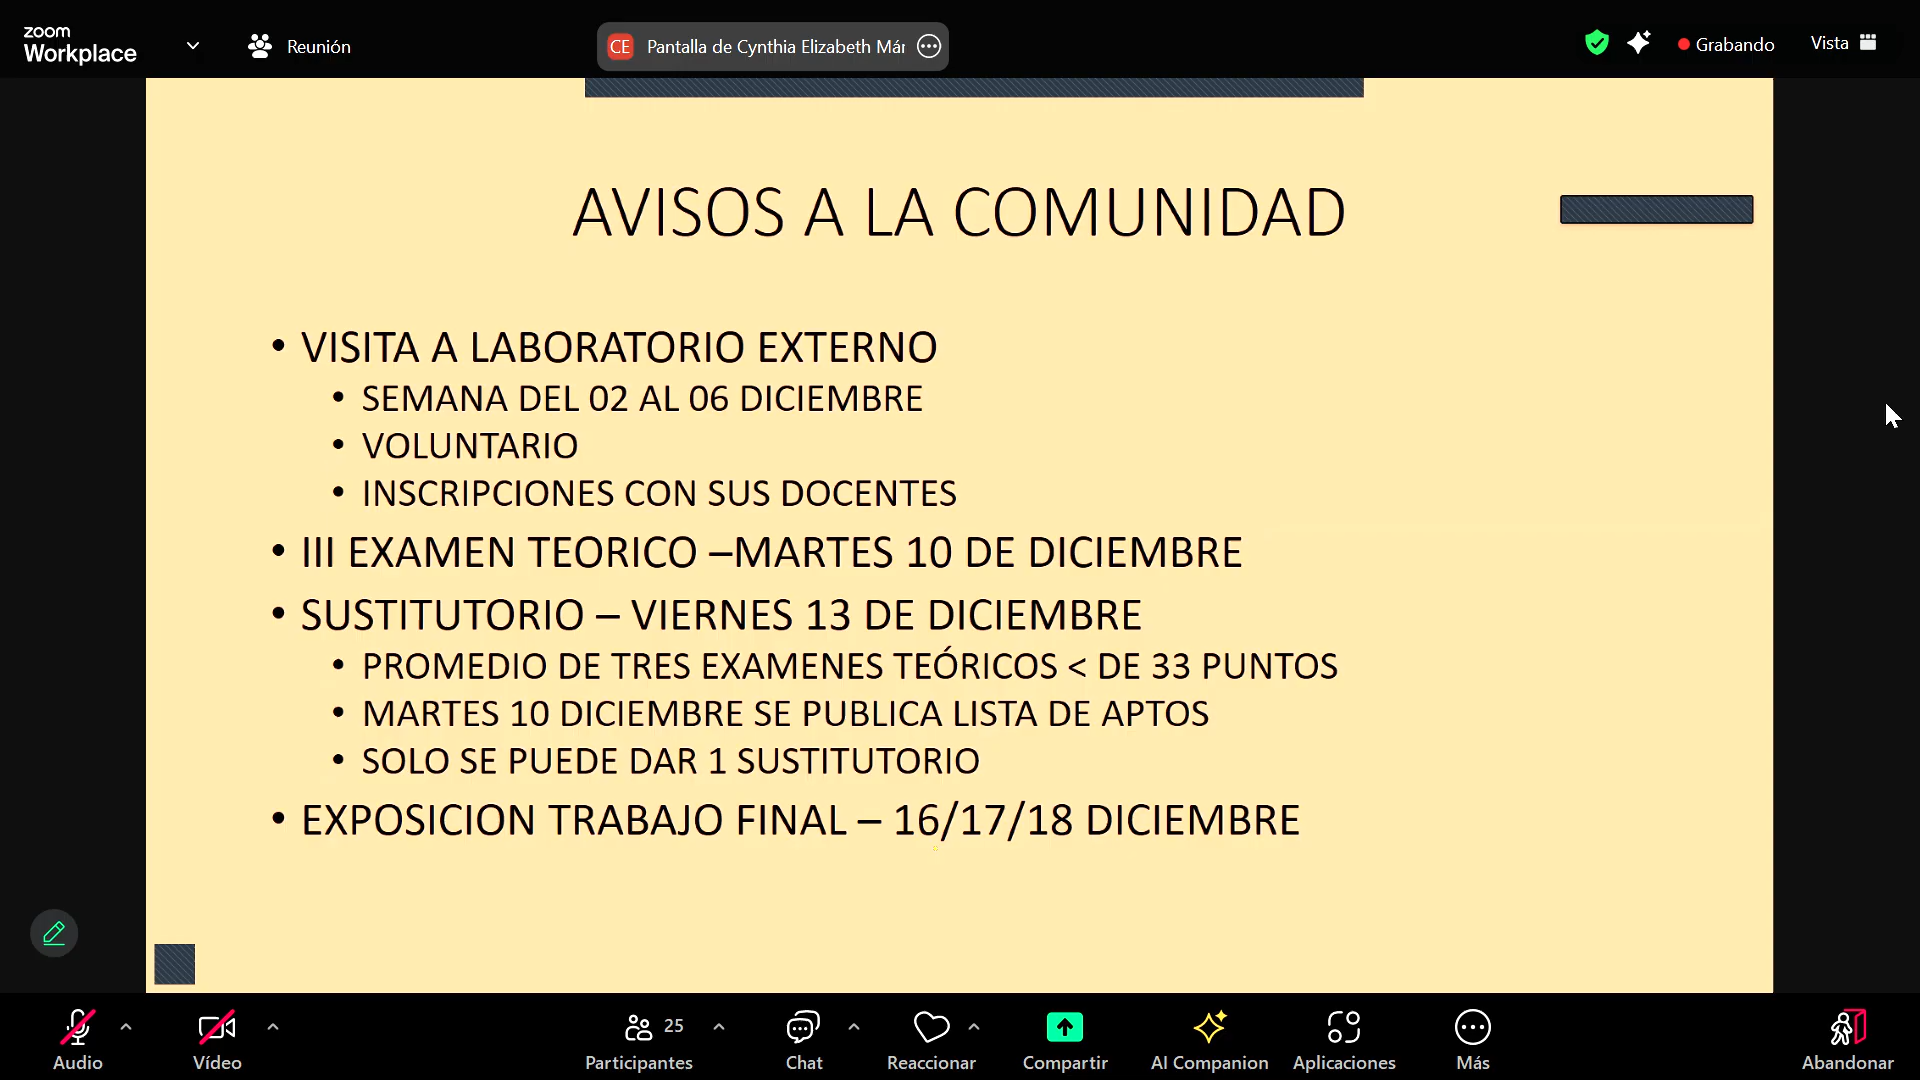 zoom
Workplace
Reunión
CE Pantalla de Cynthia Elizabeth Már
Grabando
Vista
AVISOS A LA COMUNIDAD
• VISITA A LABORATORIO EXTERNO
• SEMANA DEL 02 AL 06 DICIEMBRE
• VOLUNTARIO
• INSCRIPCIONES CON SUS DOCENTES
• III EXAMEN TEORICO –MARTES 10 DE DICIEMBRE
• SUSTITUTORIO – VIERNES 13 DE DICIEMBRE
• PROMEDIO DE TRES EXAMENES TEÓRICOS < DE 33 PUNTOS
• MARTES 10 DICIEMBRE SE PUBLICA LISTA DE APTOS
• SOLO SE PUEDE DAR 1 SUSTITUTORIO
• EXPOSICION TRABAJO FINAL – 16/17/18 DICIEMBRE
25
Audio
Vídeo
Participantes
Chat
Reaccionar
Compartir
AI Companion
Aplicaciones
Más
Abandonar